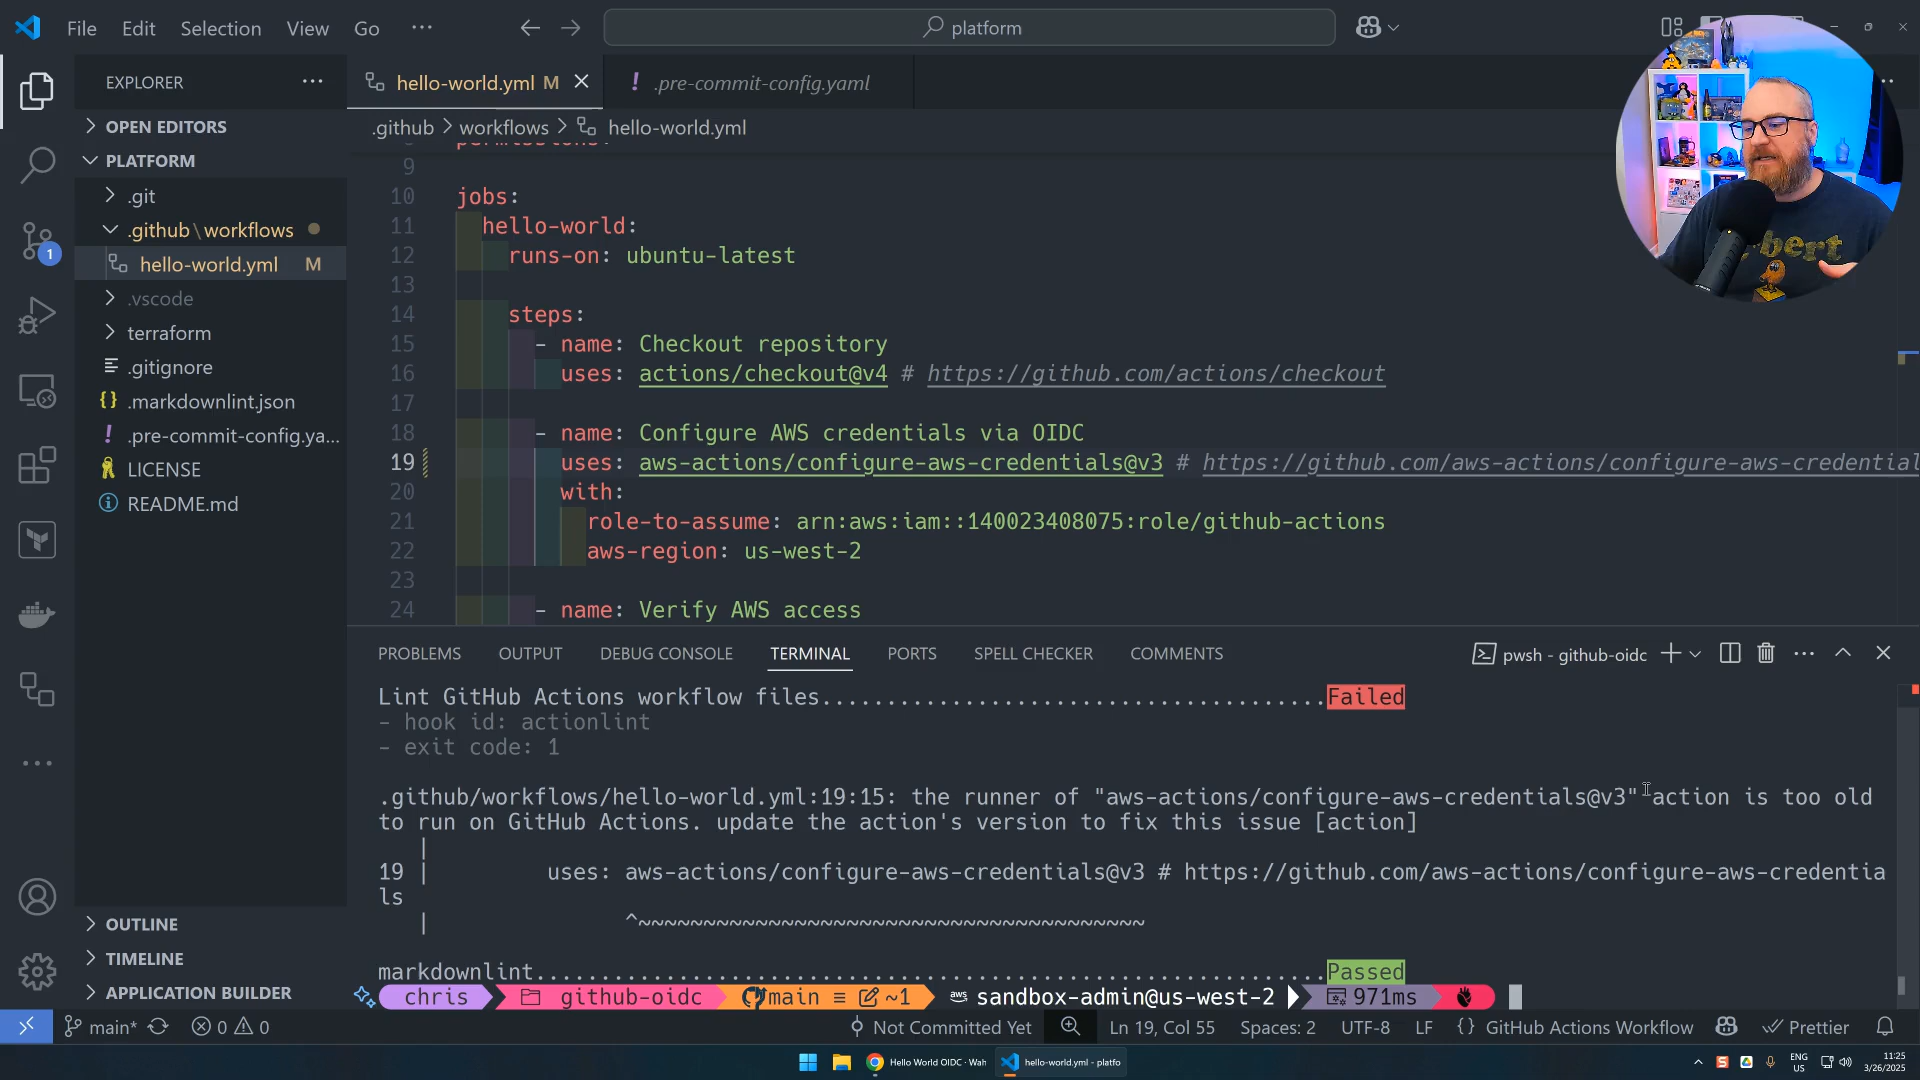 File Edit Selection View Go ··· platform
EXPLORER ···
hello-world.yml M
.pre-commit-config.yaml
OPEN EDITORS
PLATFORM
.git
.github\workflows
hello-world.yml M
.vscode
terraform
.gitignore
.markdownlint.json
.pre-commit-config.ya...
LICENSE
README.md
OUTLINE
TIMELINE
APPLICATION BUILDER
1
.github > workflows > hello-world.yml
9
10 jobs:
11 hello-world:
12 runs-on: ubuntu-latest
13
14 steps:
15 - name: Checkout repository
16 uses: actions/checkout@v4 # https://github.com/actions/checkout
17
18 - name: Configure AWS credentials via OIDC
19 uses: aws-actions/configure-aws-credentials@v3 # https://github.com/aws-actions/configure-aws-credential
20 with:
21 role-to-assume: arn:aws:iam::140023408075:role/github-actions
22 aws-region: us-west-2
23
24 - name: Verify AWS access
PROBLEMS OUTPUT DEBUG CONSOLE TERMINAL PORTS SPELL CHECKER COMMENTS pwsh - github-oidc
Lint GitHub Actions workflow files.......................................Failed
- hook id: actionlint
- exit code: 1
.github/workflows/hello-world.yml:19:15: the runner of "aws-actions/configure-aws-credentials@v3" action is too old
to run on GitHub Actions. update the action's version to fix this issue [action]
|
19 | uses: aws-actions/configure-aws-credentials@v3 # https://github.com/aws-actions/configure-aws-credentia
ls
| ^~~~~~~~~~~~~~~~~~~~~~~~~~~~~~~~~~~~~~~
markdownlint.............................................................Passed
chris github-oidc main ≡ ~1 aws sandbox-admin@us-west-2 971ms
main* 0 0 Not Committed Yet Ln 19, Col 55 Spaces: 2 UTF-8 LF {} GitHub Actions Workflow Prettier
Hello World OIDC · Wah hello-world.yml - platfo ENG US 11:25 3/26/2025